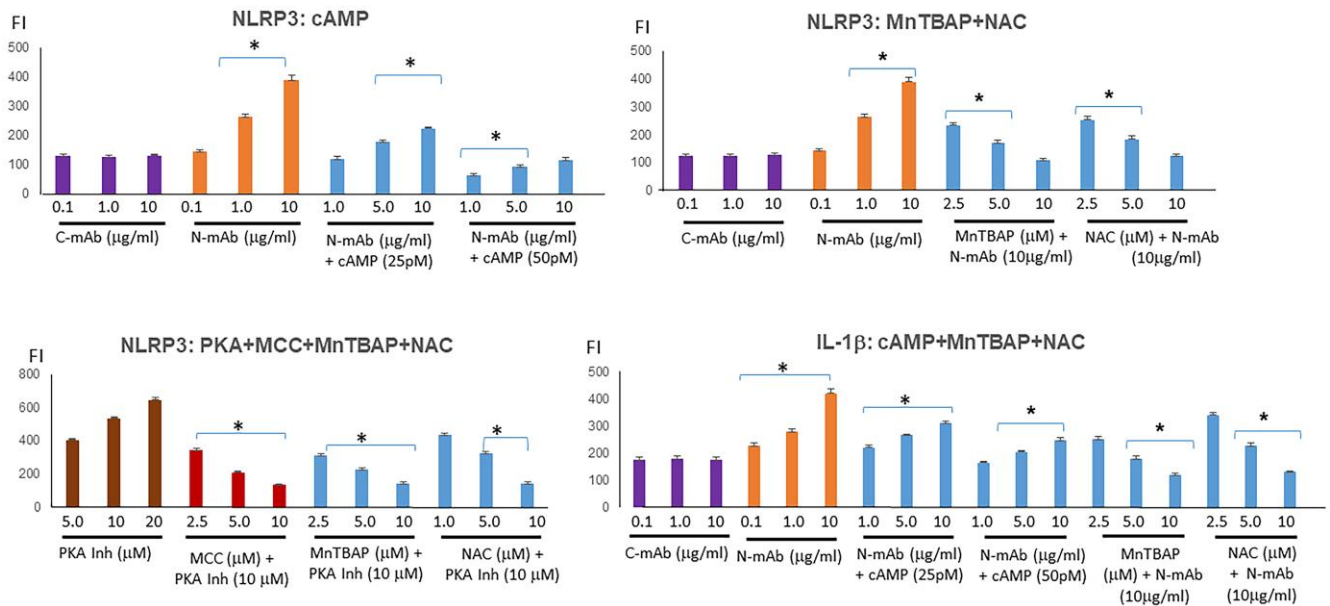 NLRP3: cAMP
FI
500
400
300
200
100
0
*
*
*
0.1 1.0 10 0.1 1.0 10 1.0 5.0 10 1.0 5.0 10
C-mAb (µg/ml)
N-mAb (µg/ml)
N-mAb (µg/ml)
+ cAMP (25pM)
N-mAb (µg/ml)
+ cAMP (50pM)
NLRP3: MnTBAP+NAC
FI
500
400
300
200
100
0
*
*
*
0.1 1.0 10 0.1 1.0 10 2.5 5.0 10 2.5 5.0 10
C-mAb (µg/ml)
N-mAb (µg/ml)
MnTBAP (µM) +
N-mAb (10µg/ml)
NAC (µM) + N-mAb
(10µg/ml)
NLRP3: PKA+MCC+MnTBAP+NAC
FI
800
600
400
200
0
*
*
*
5.0 10 20 2.5 5.0 10 2.5 5.0 10 1.0 5.0 10
PKA Inh (µM)
MCC (µM) +
PKA Inh (10 µM)
MnTBAP (µM) +
PKA Inh (10 µM)
NAC (µM) +
PKA Inh (10 µM)
IL-1β: cAMP+MnTBAP+NAC
FI
500
400
300
200
100
0
*
*
*
*
*
0.1 1.0 10 0.1 1.0 10 1.0 5.0 10 1.0 5.0 10 2.5 5.0 10 2.5 5.0 10
C-mAb (µg/ml)
N-mAb (µg/ml)
N-mAb (µg/ml)
+ cAMP (25pM)
N-mAb (µg/ml)
+ cAMP (50pM)
MnTBAP
(µM) + N-mAb
(10µg/ml)
NAC (µM)
+ N-mAb
(10µg/ml)